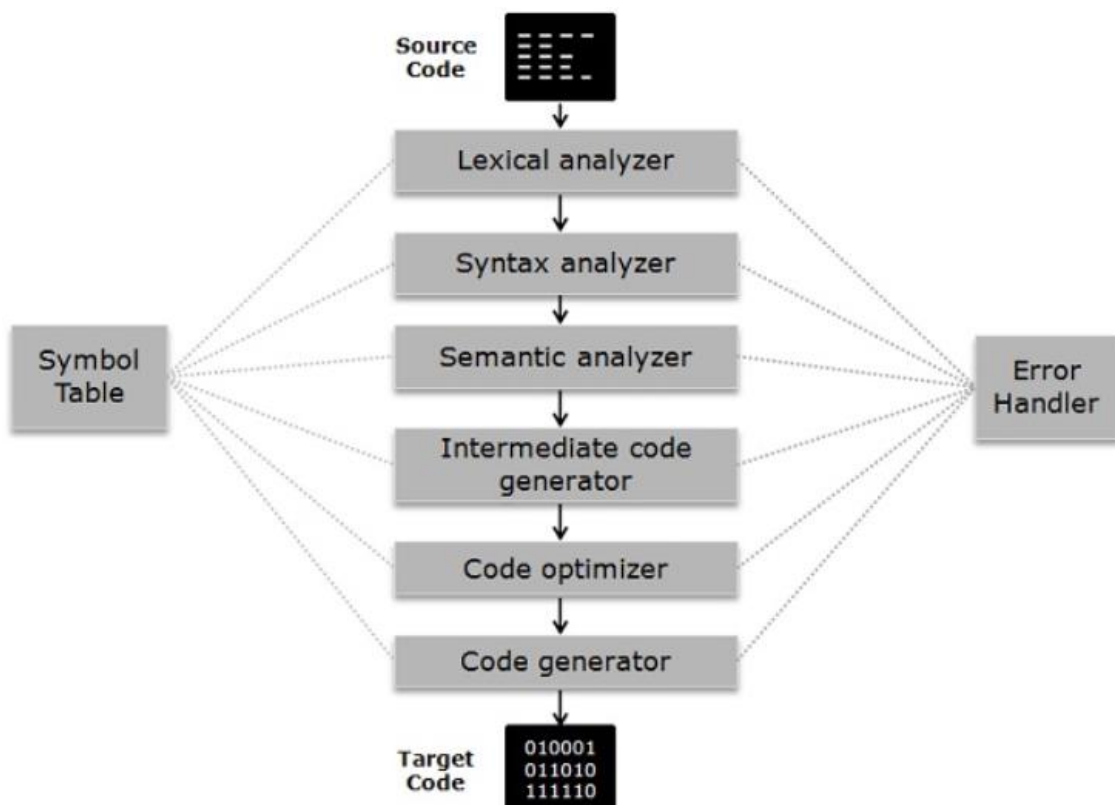 Source
Code
Lexical analyzer
Syntax analyzer
Semantic analyzer
Symbol
Table
Error
Handler
Intermediate code
generator
Code optimizer
Code generator
Target
Code
010001
011010
111110